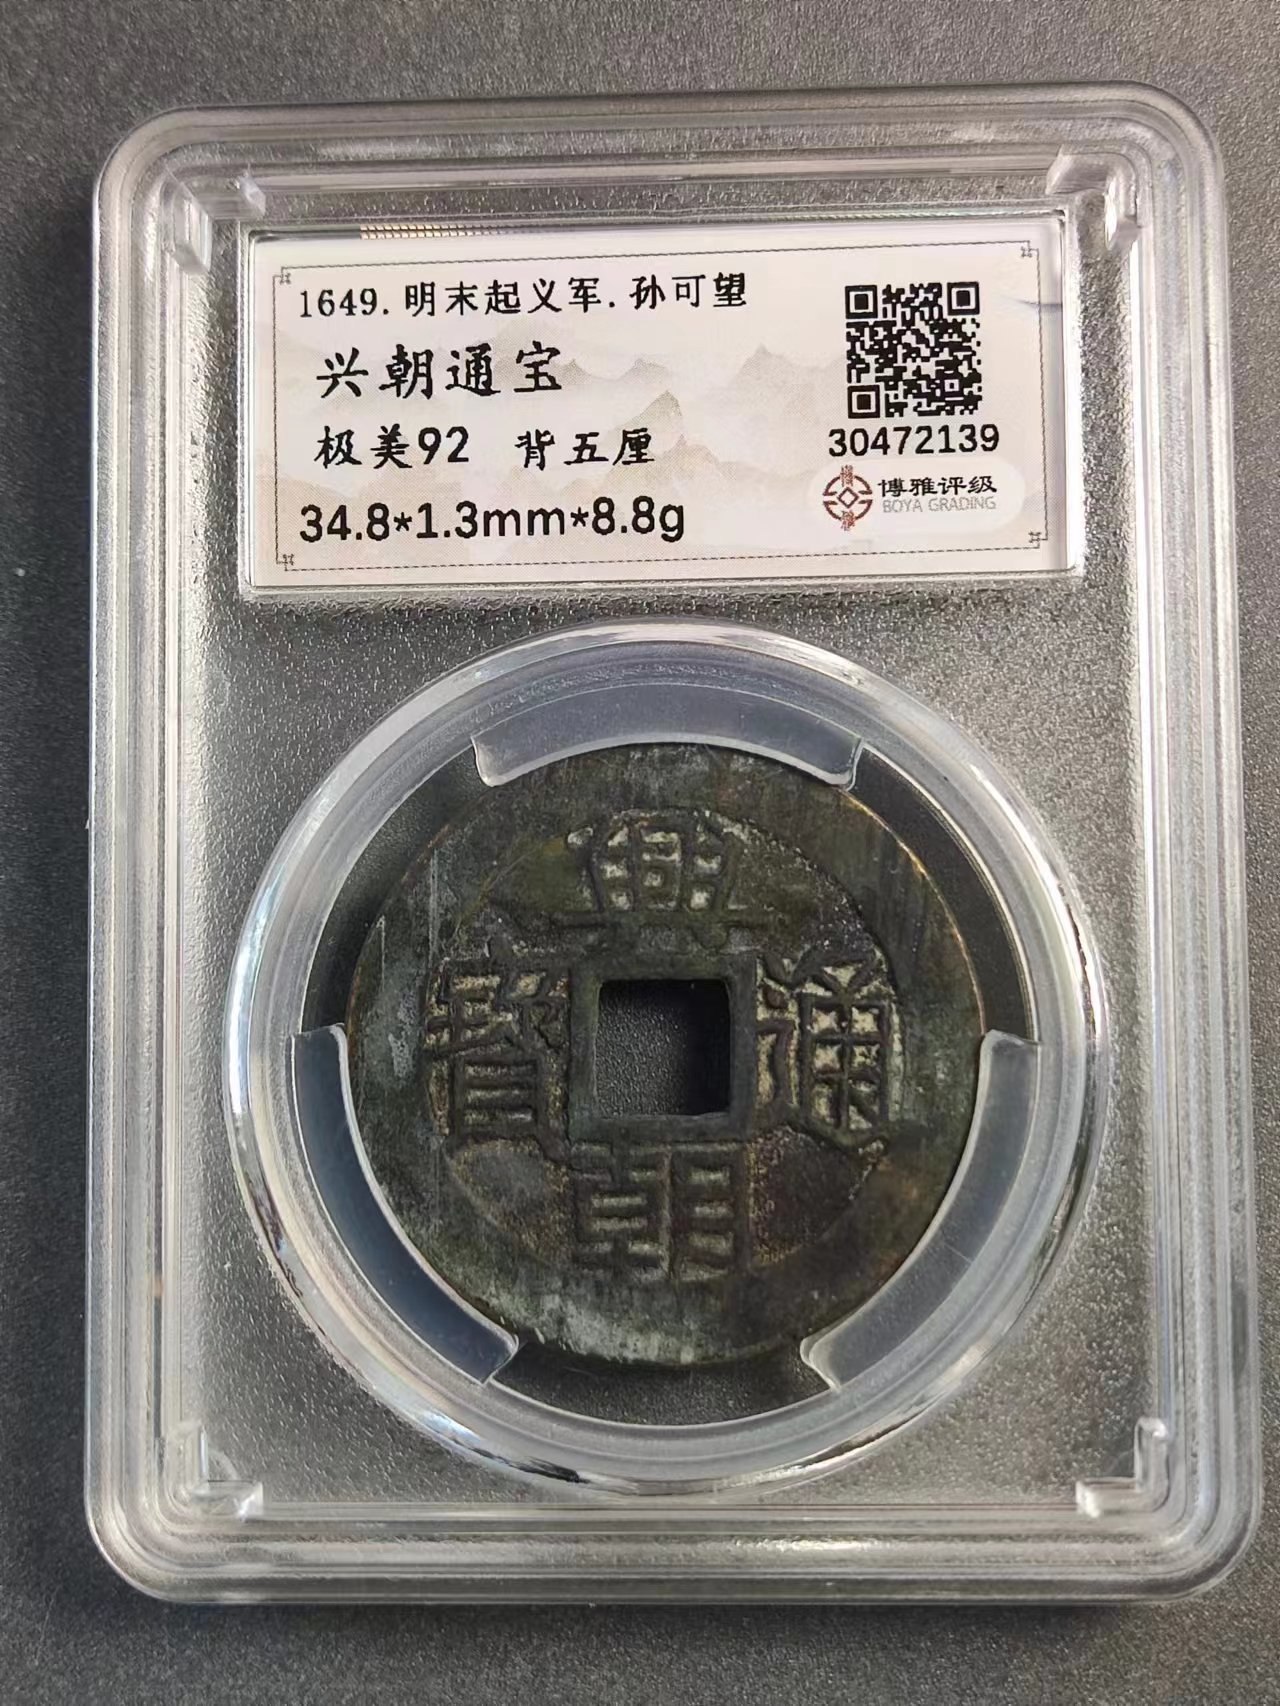 1649.明末起义军.孙可望
兴朝通宝
极美92 背五厘
34.8*1.3mm*8.8g
30472139
博雅评级
BOYA GRADING
興
寶 通
朝